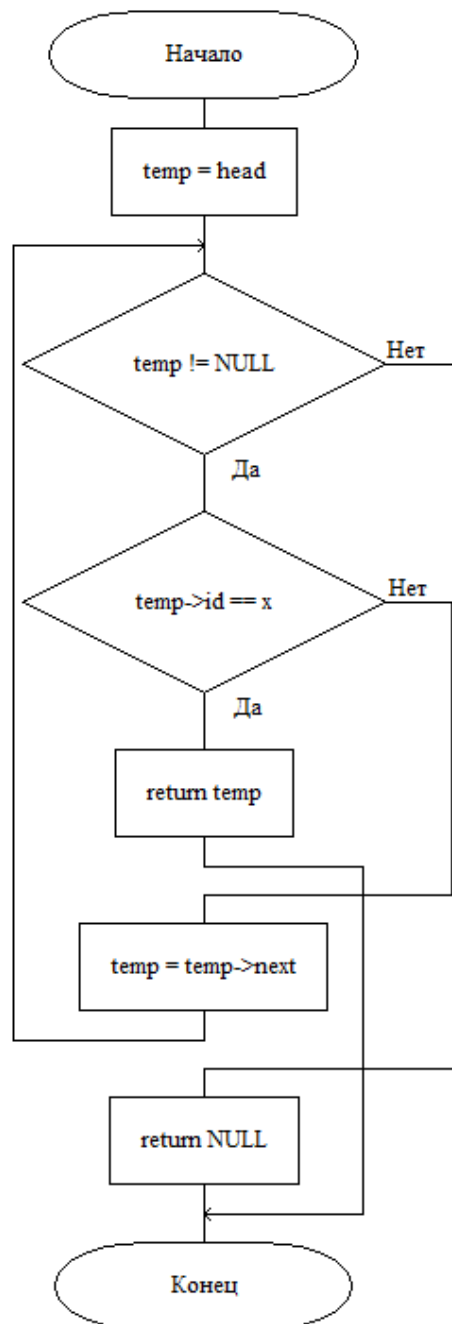 Начало
temp = head
temp != NULL
Нет
Да
temp->id == x
Нет
Да
return temp
temp = temp->next
return NULL
Конец